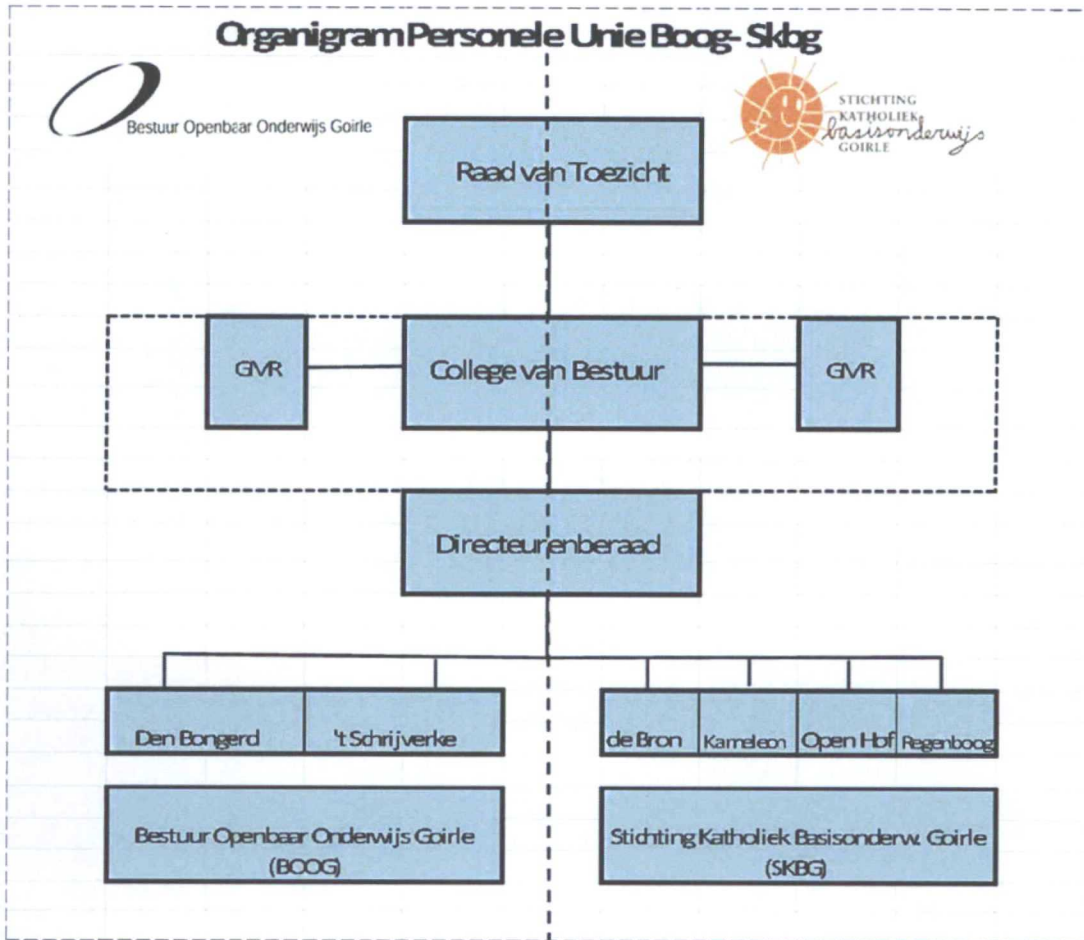 Organigram Personele Unie Boog- Skbg
Bestuur Openbaar Onderwijs Goirle
STICHTING
KATHOLIEK
basisonderwijs
GOIRLE
Raad van Toezicht
GMR
College van Bestuur
GMR
Directeurenberaad
Den Bongerd
't Schrijverke
de Bron
Kameleon
Open Hof
Regenboog
Bestuur Openbaar Onderwijs Goirle
(BOOG)
Stichting Katholiek Basisonderw. Goirle
(SKBG)